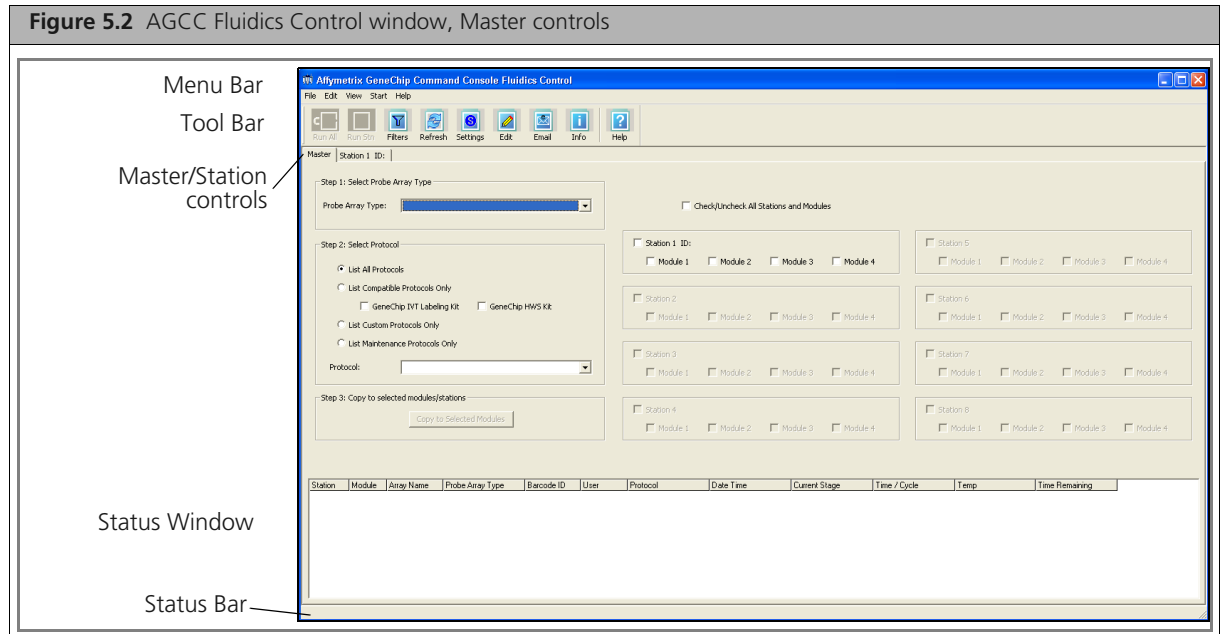 Figure 5.2 AGCC Fluidics Control window, Master controls
Menu Bar
Tool Bar
Master/Station
controls
Status Window
Status Bar
Affymetrix GeneChip Command Console Fluidics Control
File Edit View Start Help
Run All Run Stn Filters Refresh Settings Edit Email Info Help
Master Station 1 ID:
Step 1: Select Probe Array Type
Probe Array Type:
Check/Uncheck All Stations and Modules
Step 2: Select Protocol
List All Protocols
List Compatible Protocols Only
GeneChip IVT Labeling Kit GeneChip HWS Kit
List Custom Protocols Only
List Maintenance Protocols Only
Protocol:
Step 3: Copy to selected modules/stations
Copy to Selected Modules
Station 1 ID:
Module 1 Module 2 Module 3 Module 4
Station 2
Module 1 Module 2 Module 3 Module 4
Station 3
Module 1 Module 2 Module 3 Module 4
Station 4
Module 1 Module 2 Module 3 Module 4
Station 5
Module 1 Module 2 Module 3 Module 4
Station 6
Module 1 Module 2 Module 3 Module 4
Station 7
Module 1 Module 2 Module 3 Module 4
Station 8
Module 1 Module 2 Module 3 Module 4
Station Module Array Name Probe Array Type Barcode ID User Protocol Date Time Current Stage Time / Cycle Temp Time Remaining